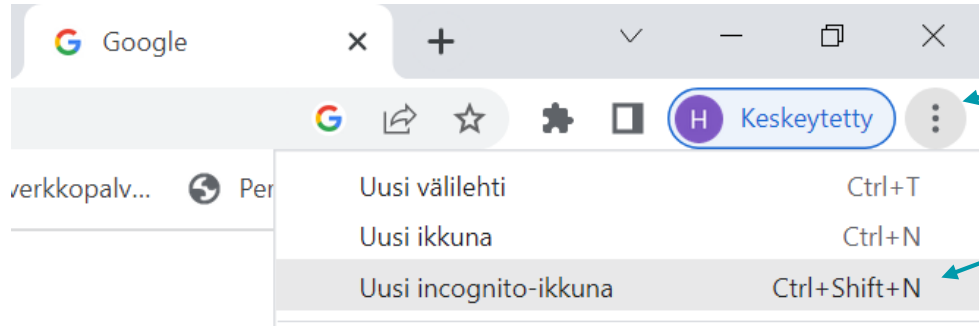 Google
H Keskeytetty
verkkopalv... Per
Uusi välilehti Ctrl+T
Uusi ikkuna Ctrl+N
Uusi incognito-ikkuna Ctrl+Shift+N